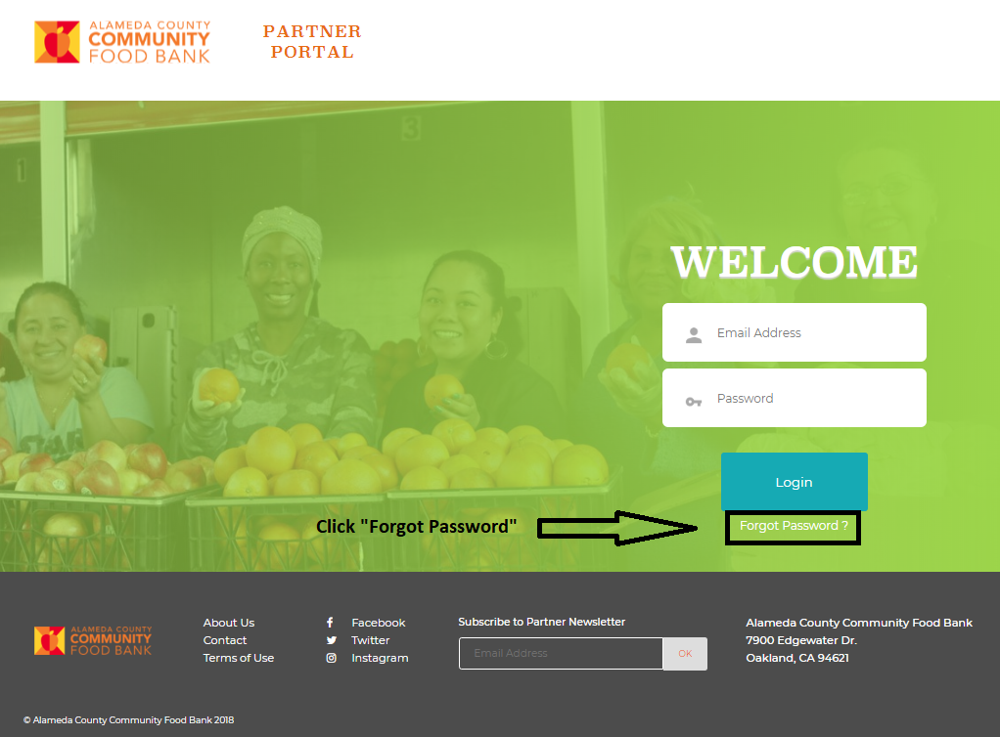 ALAMEDA COUNTY
COMMUNITY
FOOD BANK
PARTNER
PORTAL
3
1
WELCOME
Email Address
Password
Login
Click "Forgot Password"
Forgot Password ?
ALAMEDA COUNTY
COMMUNITY
FOOD BANK
About Us
Contact
Terms of Use
Facebook
Twitter
Instagram
Subscribe to Partner Newsletter
Email Address
OK
Alameda County Community Food Bank
7900 Edgewater Dr.
Oakland, CA 94621
© Alameda County Community Food Bank 2018